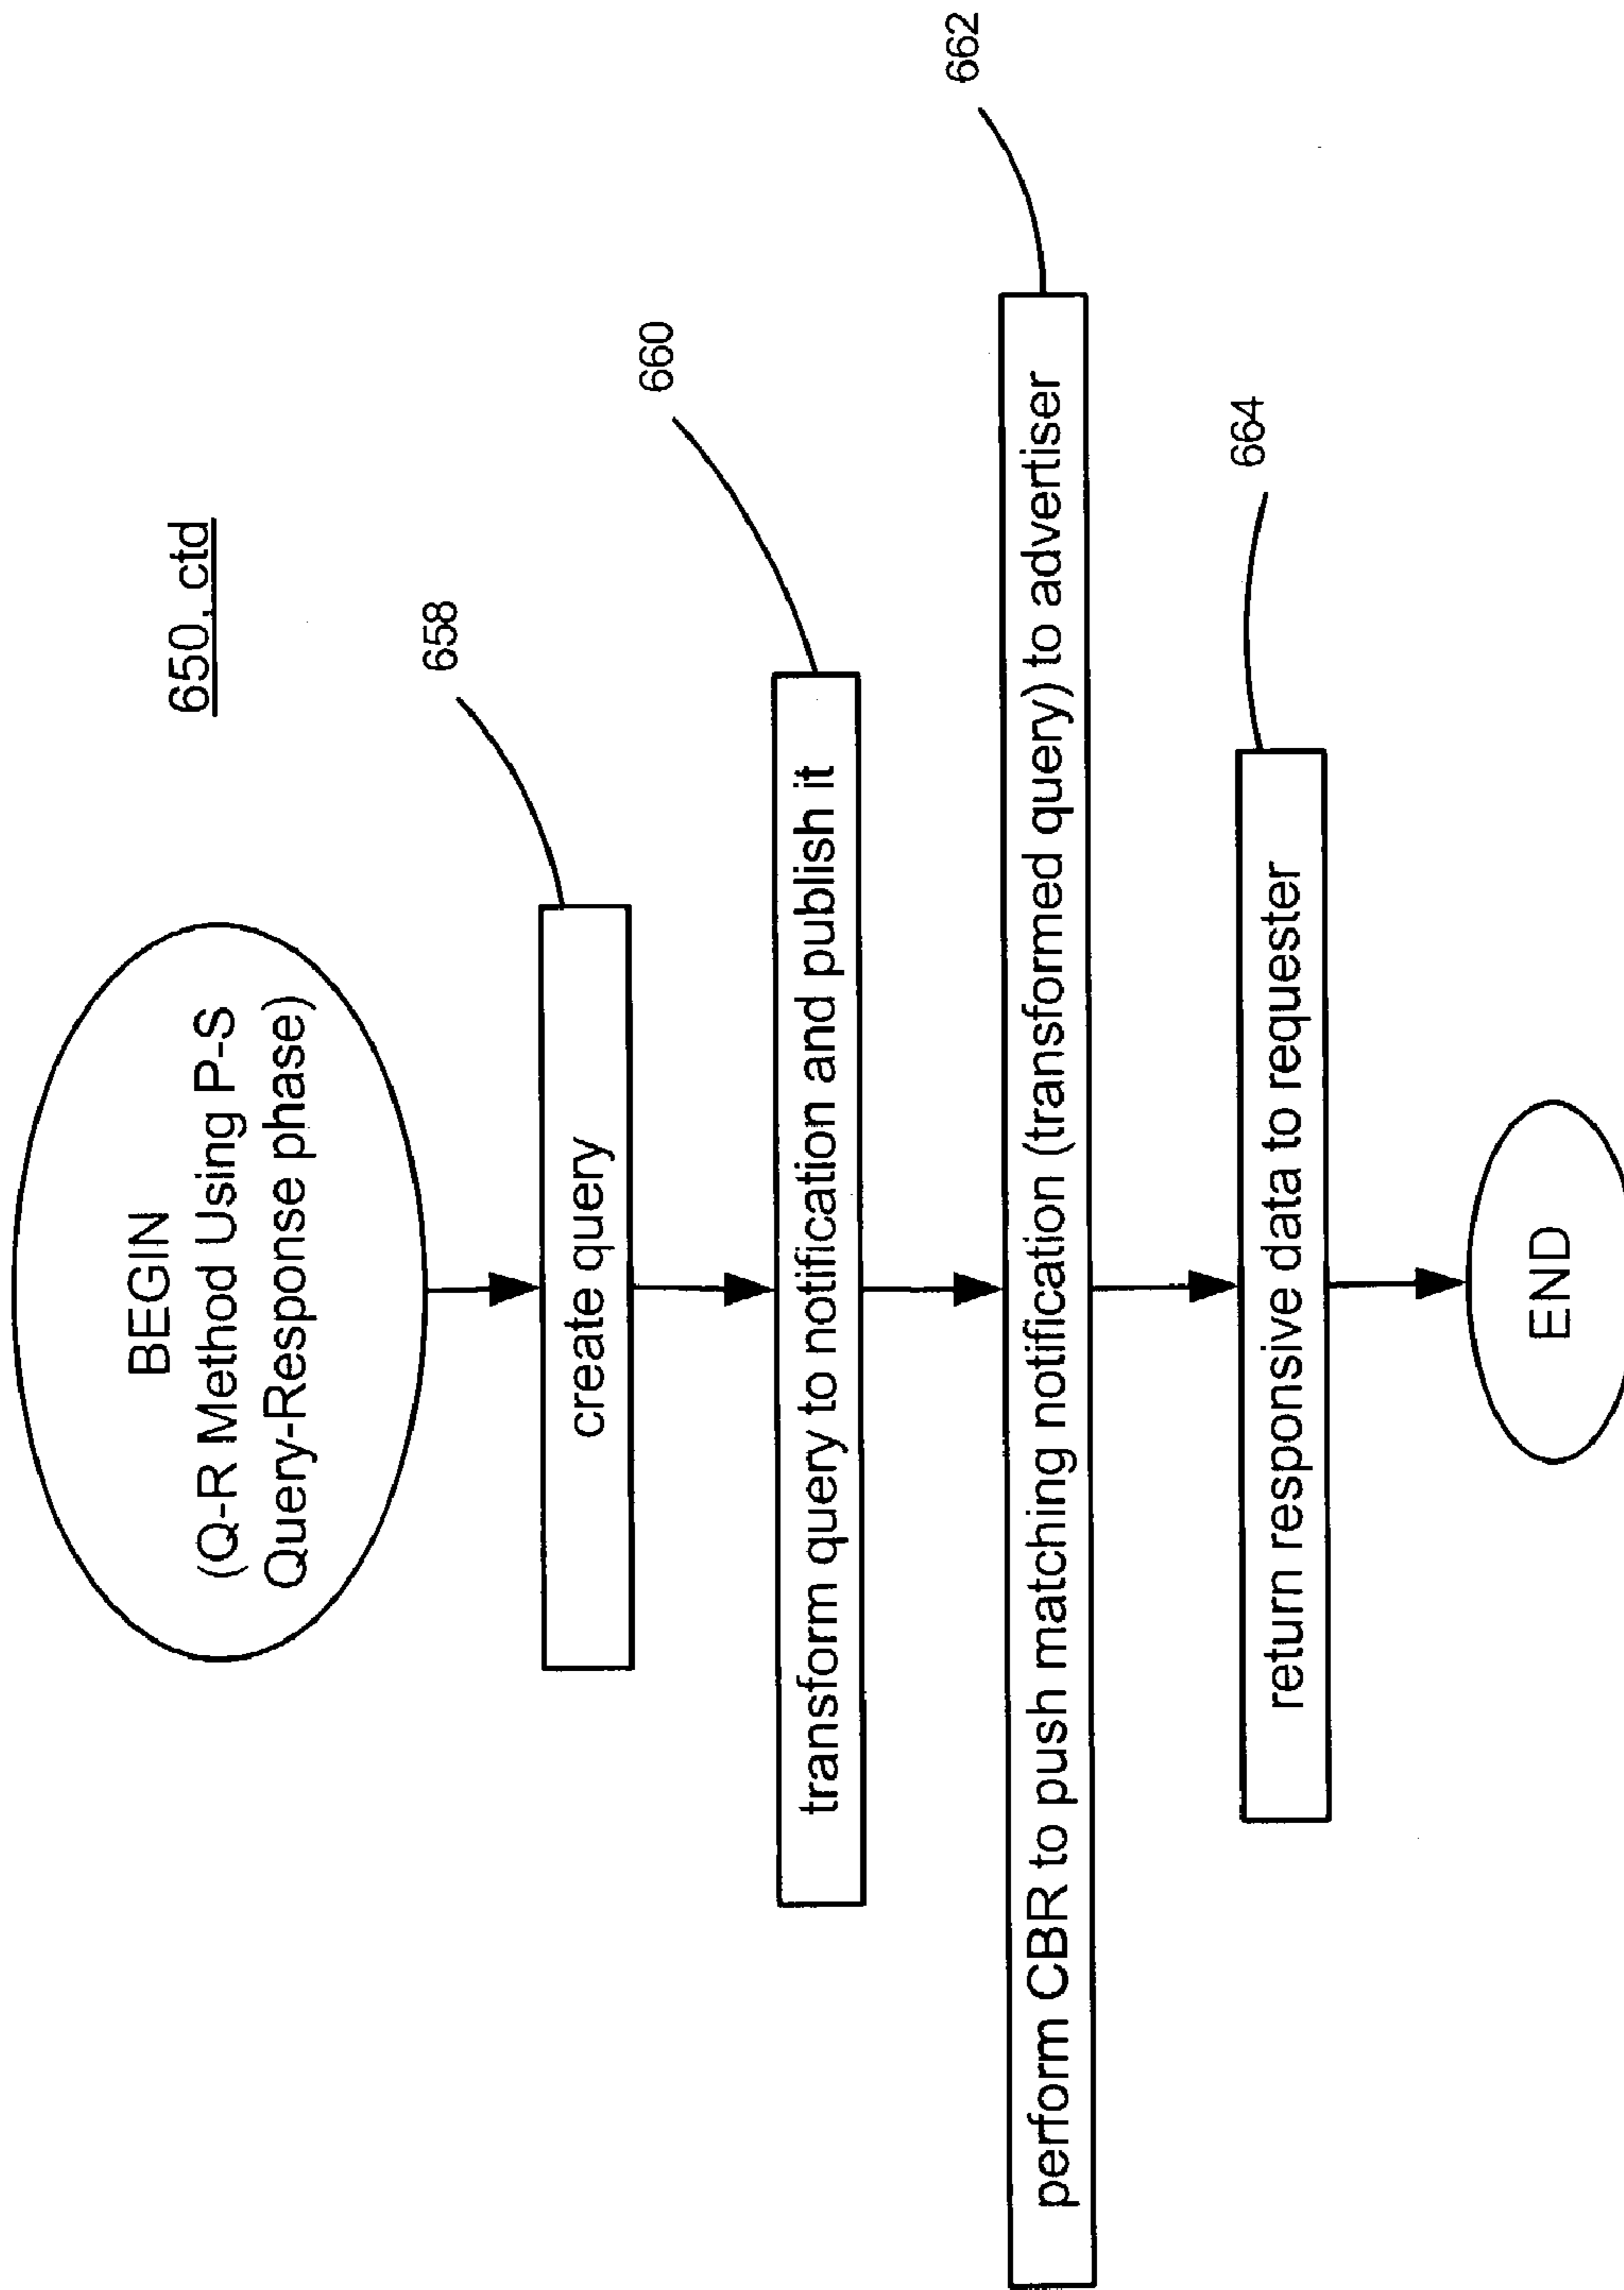 650, ctd
BEGIN
(Q-R Method Using P-S
Query-Response phase)
658
create query
660
transform query to notification and publish it
662
perform CBR to push matching notification (transformed query) to advertiser
664
return responsive data to requester
END